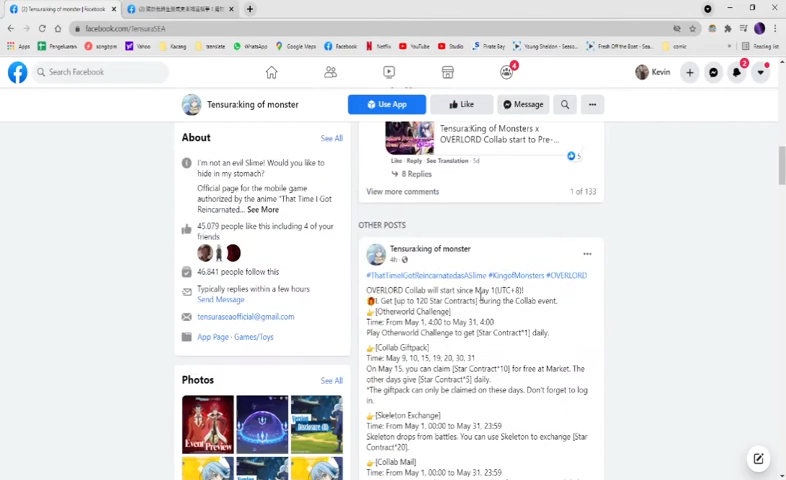 Tensura:king of monster | Facebook
facebook.com/TensuraSEA
Pengeluaran
songbpm
Yahoo
Kacang
translate
WhatsApp
Google Maps
Facebook
Netflix
YouTube
Studio
Pirate Bay
Young Sheldon - Seaso...
Fresh Off the Boat - Sea...
comic
Reading list
Search Facebook
4
Kevin
2
Tensura:king of monster
Use App
Like
Message
About
See All
I'm not an evil Slime! Would you like to
hide in my stomach?
Official page for the mobile game
authorized by the anime "That Time I Got
Reincarnated... See More
45.079 people like this including 4 of your
friends
46.841 people follow this
Typically replies within a few hours
Send Message
tensuraseaofficial@gmail.com
App Page · Games/Toys
Photos
See All
Event Preview
Disclosure (II)
Tensura:King of Monsters x
OVERLORD Collab start to Pre-...
Like · Reply · See Translation · 5d
5
8 Replies
View more comments
1 of 133
OTHER POSTS
Tensura:king of monster
4h
#ThatTimeIGotReincarnatedasASlime #KingofMonsters #OVERLORD
OVERLORD Collab will start since May 1(UTC+8)!
I. Get [up to 120 Star Contracts] during the Collab event.
[Otherworld Challenge]
Time: From May 1, 4:00 to May 31, 4:00
Play Otherworld Challenge to get [Star Contract*1] daily.
[Collab Giftpack]
Time: May 9, 10, 15, 19, 20, 30, 31
On May 15, you can claim [Star Contract*10] for free at Market. The
other days give [Star Contract*5] daily.
*The giftpack can only be claimed on these days. Don't forget to log
in.
[Skeleton Exchange]
Time: From May 1, 00:00 to May 31, 23:59
Skeleton drops from battles. You can use Skeleton to exchange [Star
Contract*20].
[Collab Mail]
Time: From May 1, 00:00 to May 31, 23:59